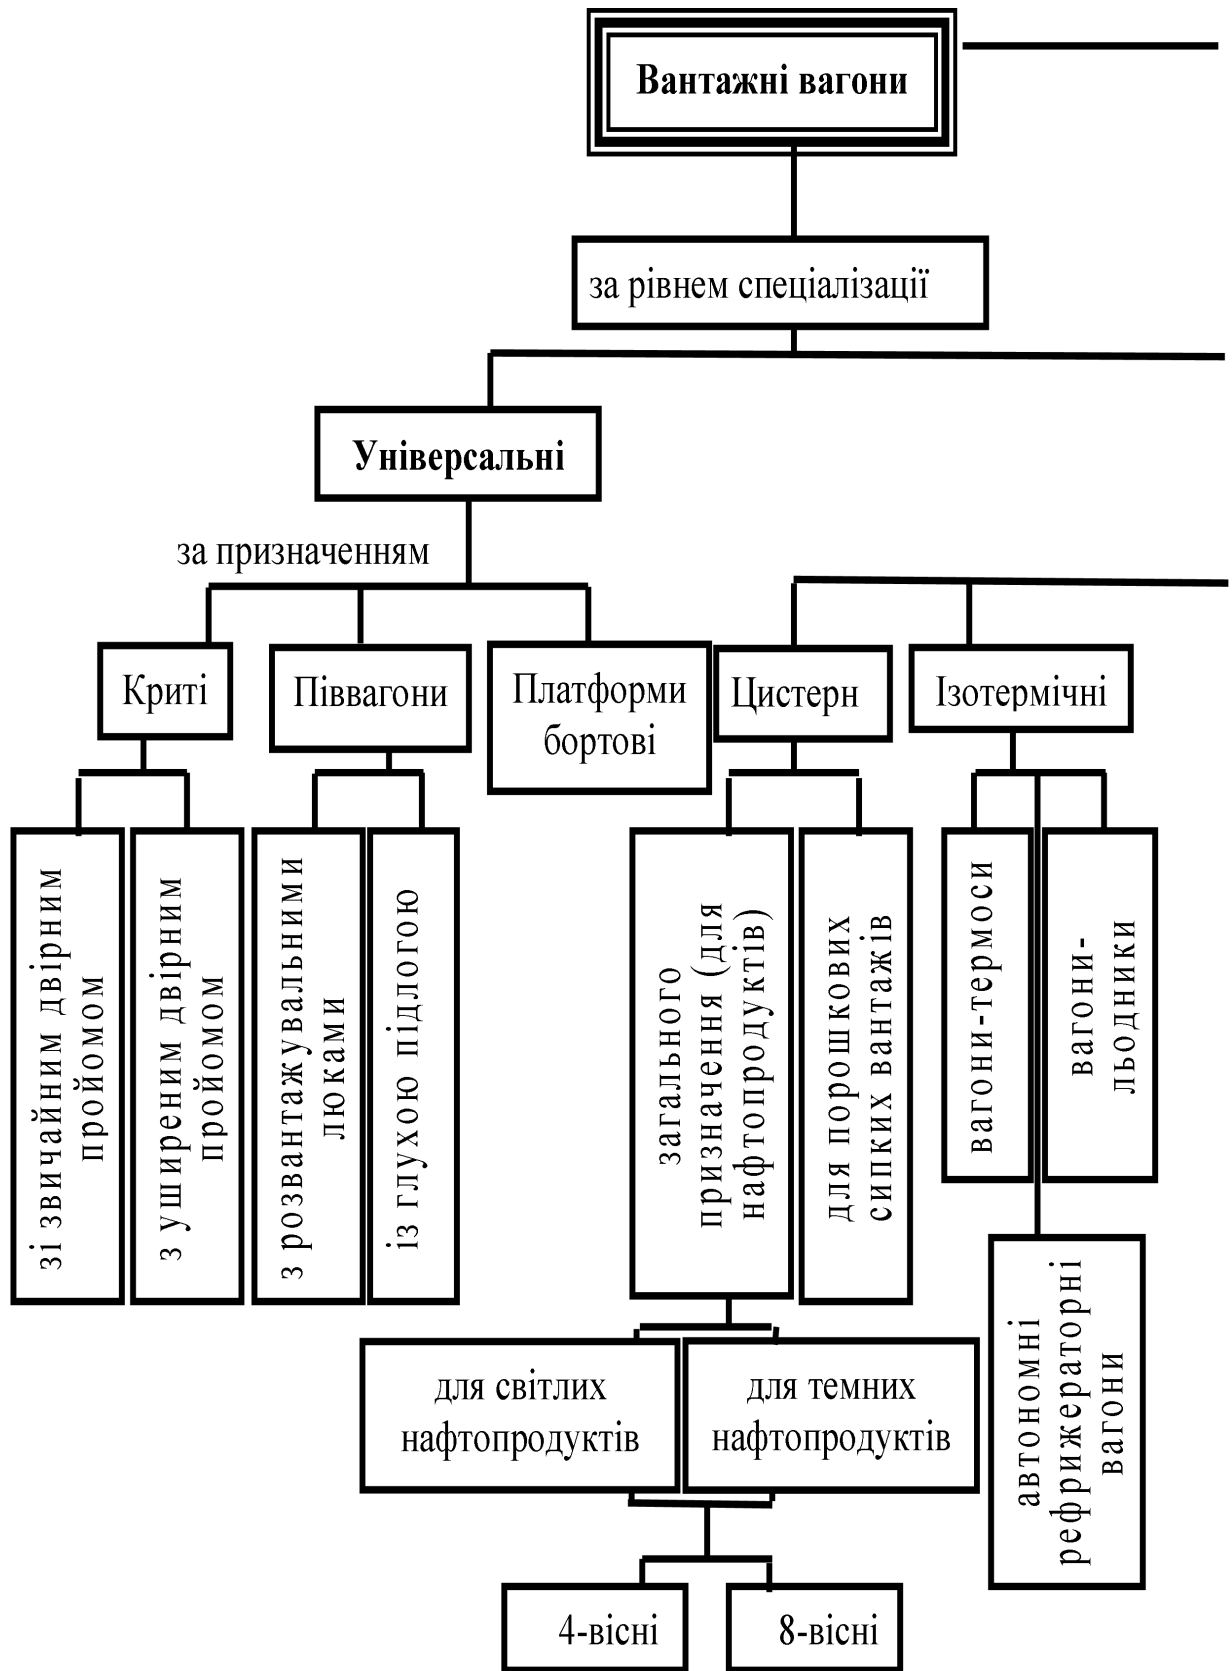 Вантажні вагони
за рівнем спеціалізації
Універсальні
за призначенням
Криті
Піввагони
Платформи
бортові
Цистерн
Ізотермічні
зі звичайним двірним
пройомом
з уширеним двірним
пройомом
з розвантажувальними
люками
із глухою підлогою
загального
призначення (для
нафтопродуктів)
для порошкових
сипких вантажів
вагони-термоси
вагони-
льодники
автономні
рефрижераторні
вагони
для світлих
нафтопродуктів
для темних
нафтопродуктів
4-вісні
8-вісні